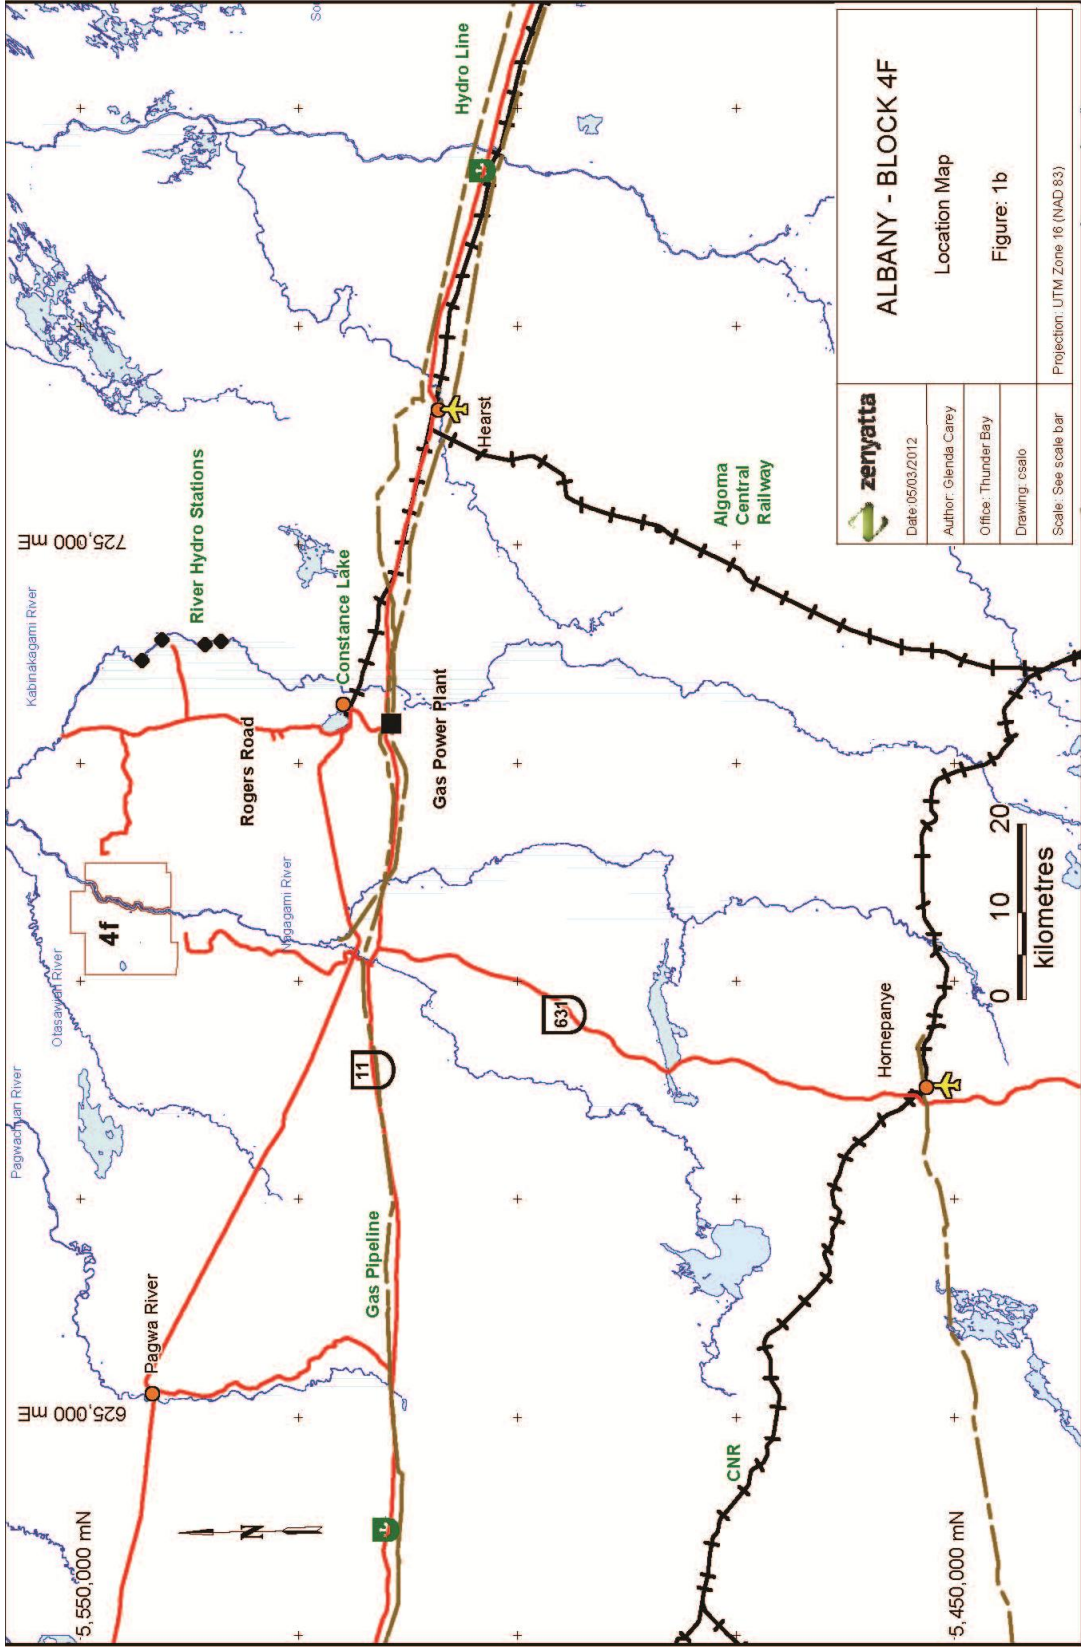 5,550,000 mN
5,450,000 mN
625,000 mE
725,000 mE
Pagwachuan River
Otasawian River
Nagagami River
Kabinakagami River
Pagwa River
4f
N
Rogers Road
River Hydro Stations
Constance Lake
Gas Pipeline
11
Gas Power Plant
Hydro Line
Hearst
631
CNR
Algoma
Central
Railway
Hornepanye
0 10 20
kilometres
zenyatta
Date:05/03/2012
Author: Glenda Carey
Office: Thunder Bay
Drawing: csalo
Scale: See scale bar
ALBANY - BLOCK 4F
Location Map
Figure: 1b
Projection: UTM Zone 16 (NAD 83)